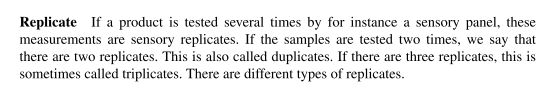 Replicate If a product is tested several times by for instance a sensory panel, these
measurements are sensory replicates. If the samples are tested two times, we say that
there are two replicates. This is also called duplicates. If there are three replicates, this is
sometimes called triplicates. There are different types of replicates.